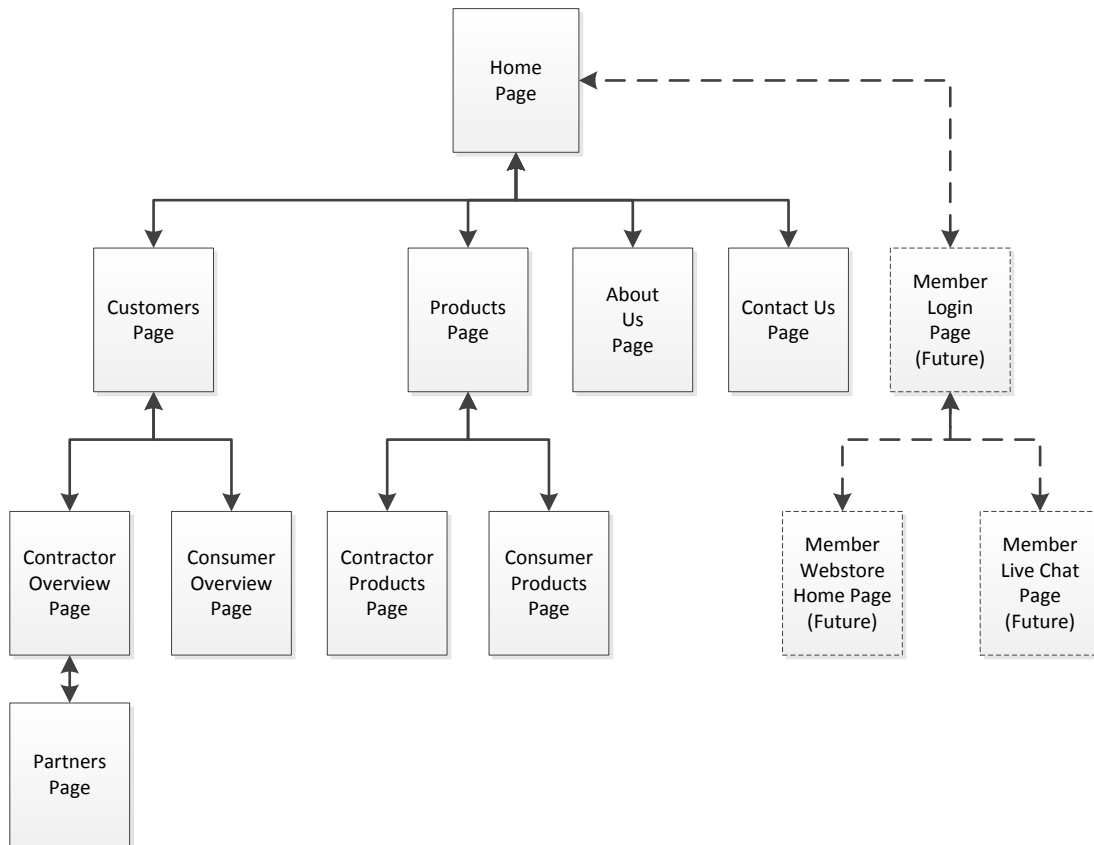 Home
Page
Customers
Page
Products
Page
About
Us
Page
Contact Us
Page
Member
Login
Page
(Future)
Contractor
Overview
Page
Consumer
Overview
Page
Contractor
Products
Page
Consumer
Products
Page
Member
Webstore
Home Page
(Future)
Member
Live Chat
Page
(Future)
Partners
Page